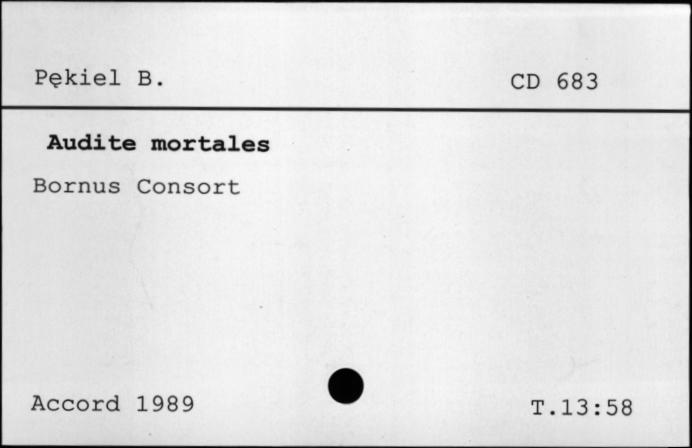 Pękiel B.
CD 683
Audite mortales
Bornus Consort
Accord 1989
T.13:58